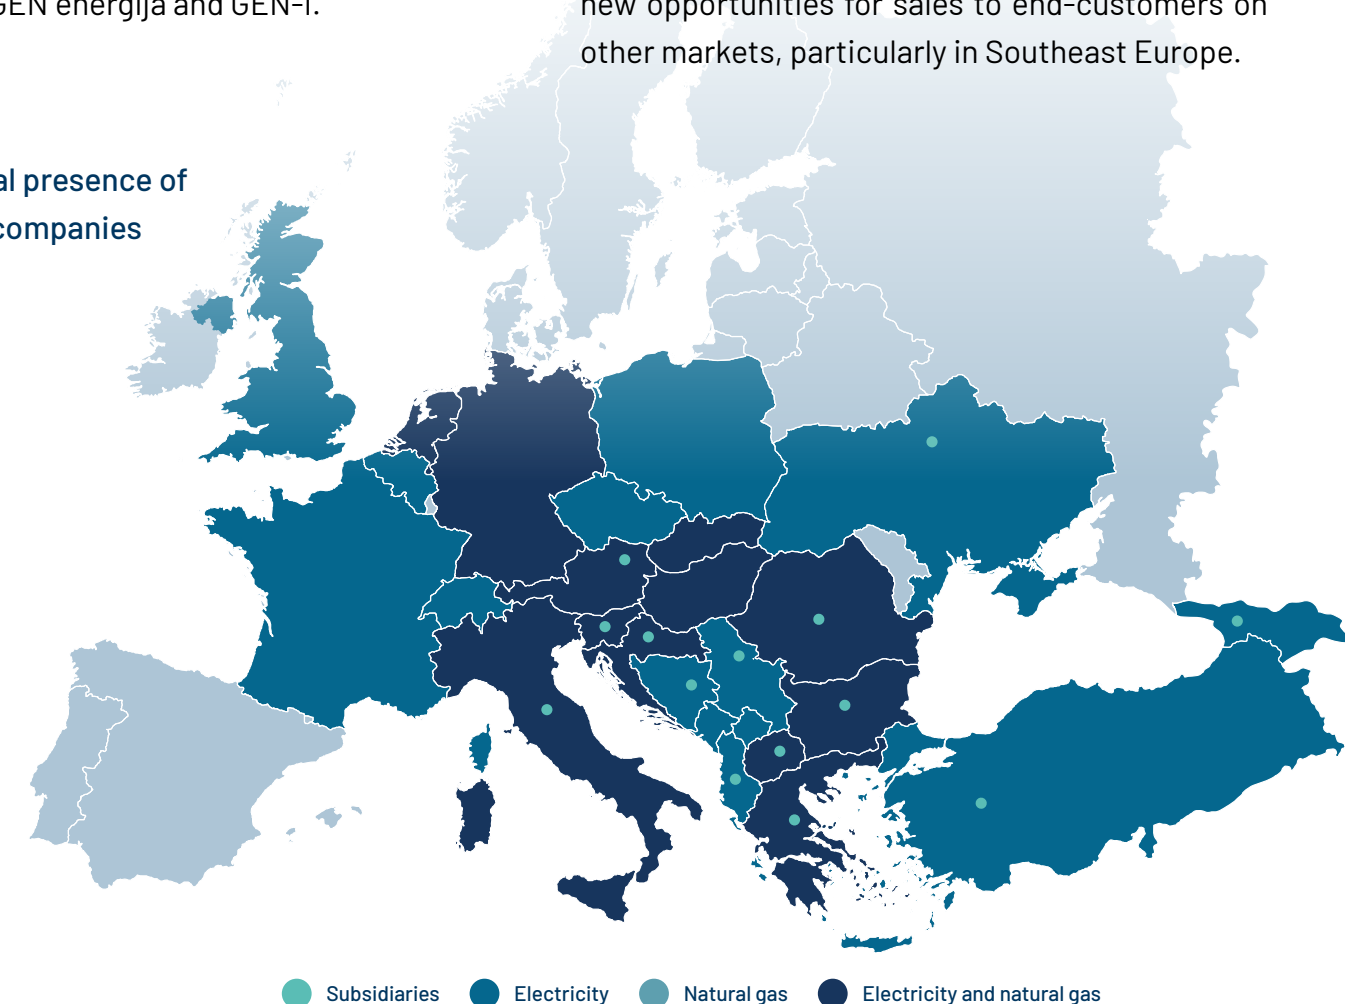 GEN energija and GEN-I.
new opportunities for sales to end-customers on
other markets, particularly in Southeast Europe.
presence of
companies
Subsidiaries
Electricity
Natural gas
Electricity and natural gas